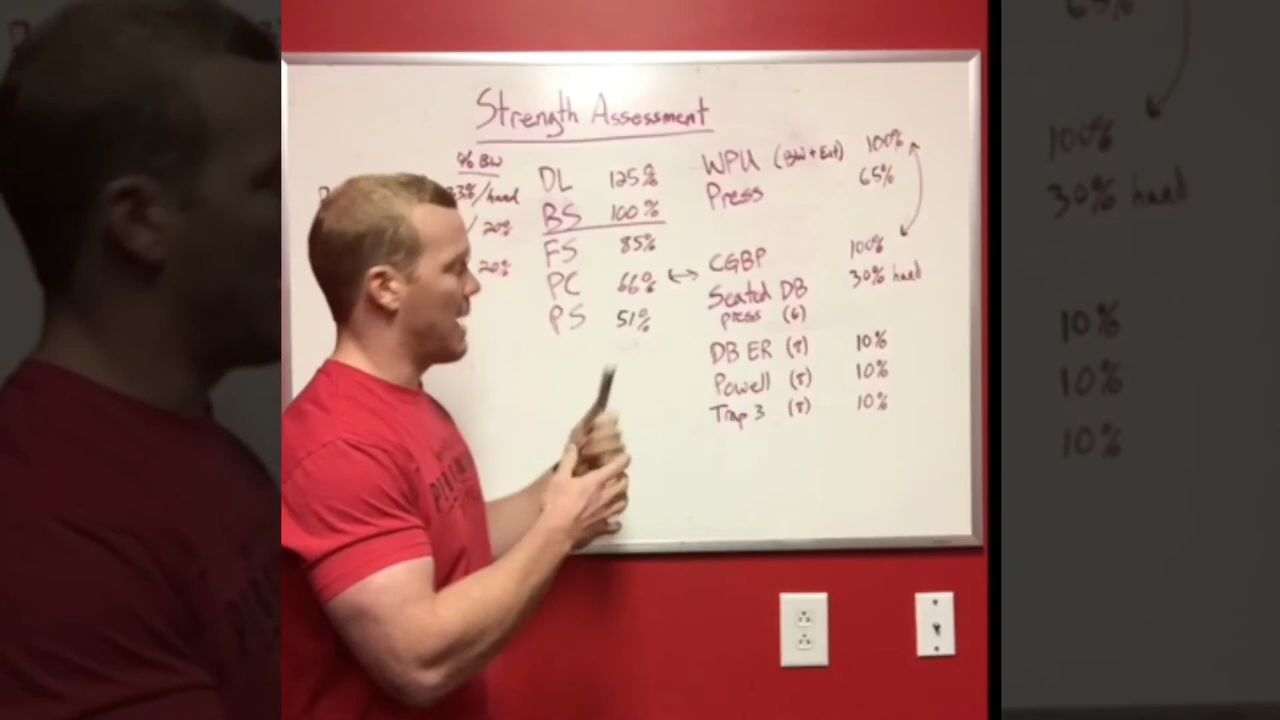 Strength Assessment
% BW
33%/hand
/ 20%
20%
DL 125%
BS 100%
FS 85%
PC 66%
PS 51%
WPU (BW+Ext) 100%
Press 65%
CGBP 100%
Seated DB 30% hand
press (6)
DB ER (8) 10%
Powell (8) 10%
Trap 3 (8) 10%
100%
30% hand
10%
10%
10%